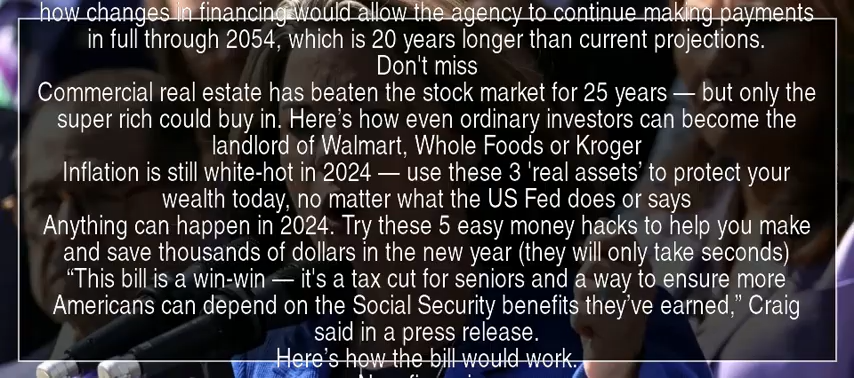 how changes in financing would allow the agency to continue making payments
in full through 2054, which is 20 years longer than current projections.
Don't miss
Commercial real estate has beaten the stock market for 25 years — but only the
super rich could buy in. Here’s how even ordinary investors can become the
landlord of Walmart, Whole Foods or Kroger
Inflation is still white-hot in 2024 — use these 3 'real assets’ to protect your
wealth today, no matter what the US Fed does or says
Anything can happen in 2024. Try these 5 easy money hacks to help you make
and save thousands of dollars in the new year (they will only take seconds)
“This bill is a win-win — it's a tax cut for seniors and a way to ensure more
Americans can depend on the Social Security benefits they’ve earned,” Craig
said in a press release.
Here’s how the bill would work.